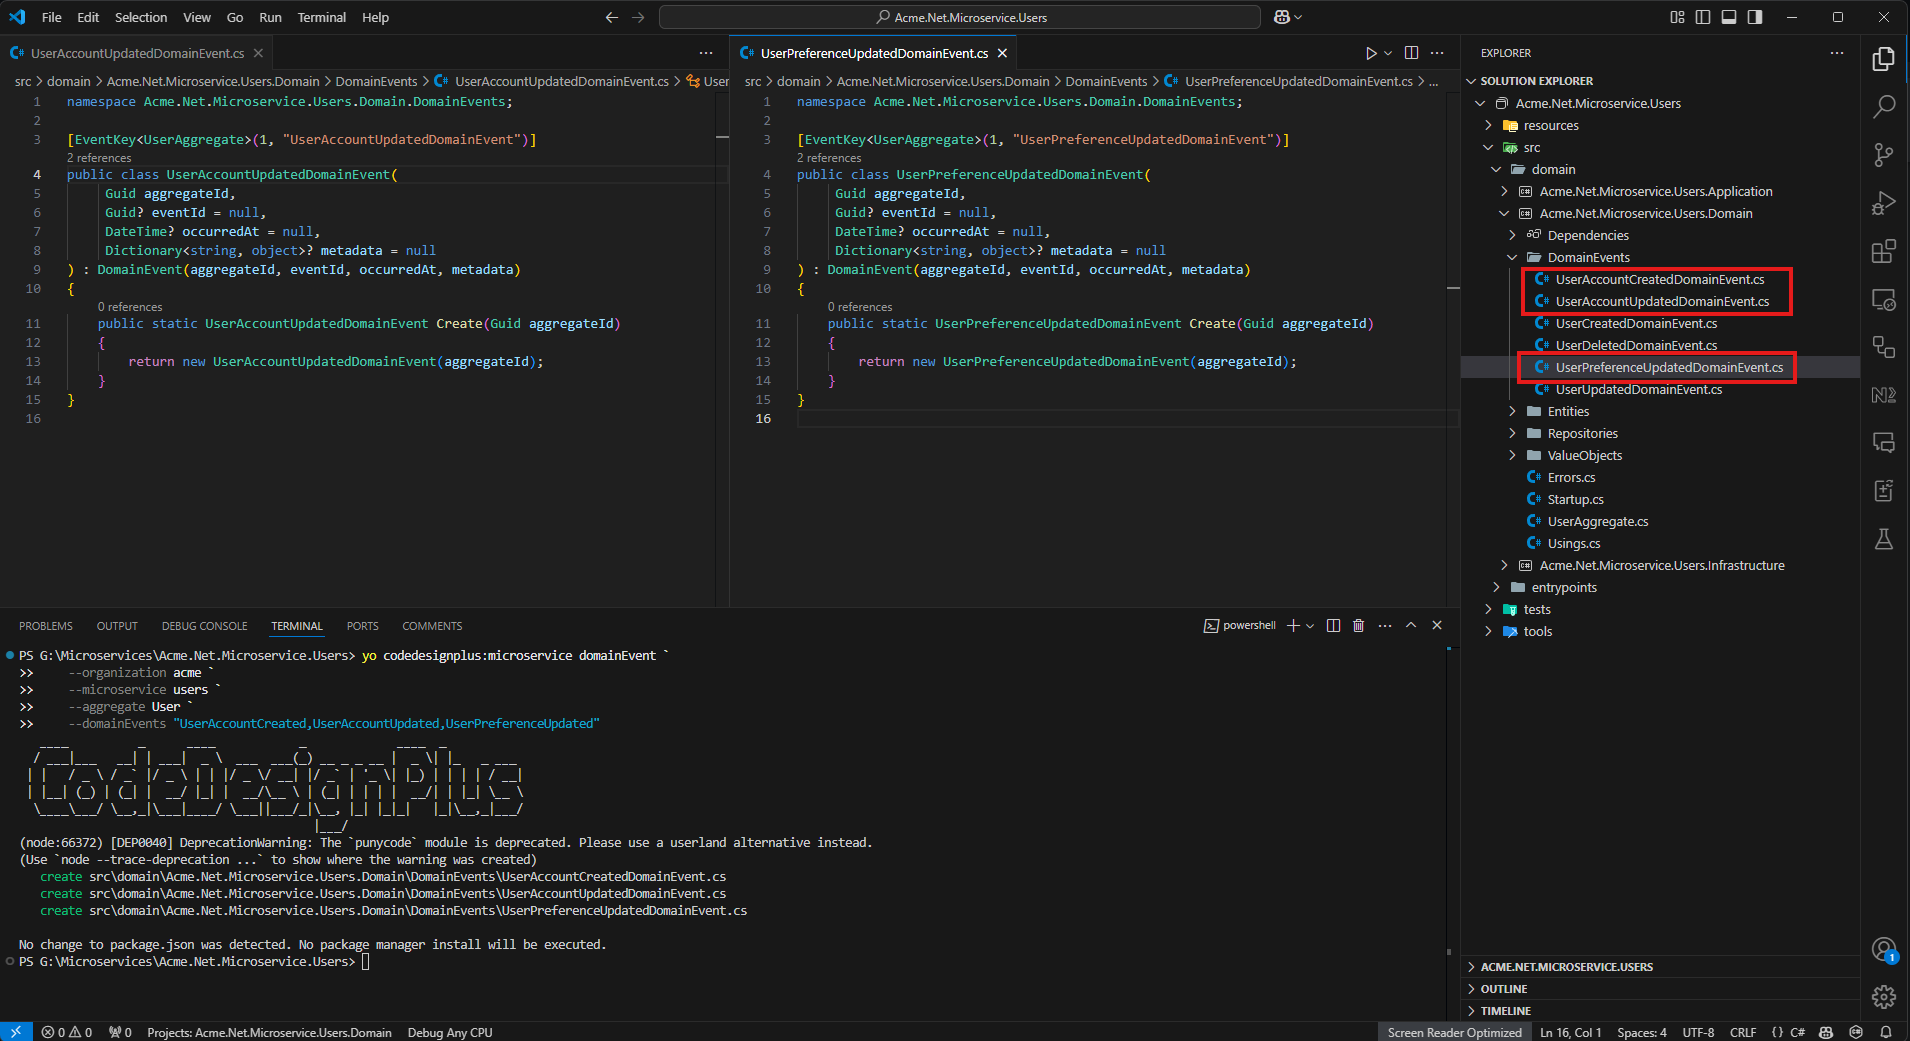 File Edit Selection View Go Run Terminal Help
Acme.Net.Microservice.Users
UserAccountUpdatedDomainEvent.cs
src > domain > Acme.Net.Microservice.Users.Domain > DomainEvents > UserAccountUpdatedDomainEvent.cs > User
1 namespace Acme.Net.Microservice.Users.Domain.DomainEvents;
2
3 [EventKey<UserAggregate>(1, "UserAccountUpdatedDomainEvent")]
2 references
4 public class UserAccountUpdatedDomainEvent(
5 Guid aggregateId,
6 Guid? eventId = null,
7 DateTime? occurredAt = null,
8 Dictionary<string, object>? metadata = null
9 ) : DomainEvent(aggregateId, eventId, occurredAt, metadata)
10 {
0 references
11 public static UserAccountUpdatedDomainEvent Create(Guid aggregateId)
12 {
13 return new UserAccountUpdatedDomainEvent(aggregateId);
14 }
15 }
16
UserPreferenceUpdatedDomainEvent.cs
src > domain > Acme.Net.Microservice.Users.Domain > DomainEvents > UserPreferenceUpdatedDomainEvent.cs > ...
1 namespace Acme.Net.Microservice.Users.Domain.DomainEvents;
2
3 [EventKey<UserAggregate>(1, "UserPreferenceUpdatedDomainEvent")]
2 references
4 public class UserPreferenceUpdatedDomainEvent(
5 Guid aggregateId,
6 Guid? eventId = null,
7 DateTime? occurredAt = null,
8 Dictionary<string, object>? metadata = null
9 ) : DomainEvent(aggregateId, eventId, occurredAt, metadata)
10 {
0 references
11 public static UserPreferenceUpdatedDomainEvent Create(Guid aggregateId)
12 {
13 return new UserPreferenceUpdatedDomainEvent(aggregateId);
14 }
15 }
16
EXPLORER
SOLUTION EXPLORER
Acme.Net.Microservice.Users
resources
src
domain
Acme.Net.Microservice.Users.Application
Acme.Net.Microservice.Users.Domain
Dependencies
DomainEvents
UserAccountCreatedDomainEvent.cs
UserAccountUpdatedDomainEvent.cs
UserCreatedDomainEvent.cs
UserDeletedDomainEvent.cs
UserPreferenceUpdatedDomainEvent.cs
UserUpdatedDomainEvent.cs
Entities
Repositories
ValueObjects
Errors.cs
Startup.cs
UserAggregate.cs
Usings.cs
Acme.Net.Microservice.Users.Infrastructure
entrypoints
tests
tools
ACME.NET.MICROSERVICE.USERS
OUTLINE
TIMELINE
1
PROBLEMS OUTPUT DEBUG CONSOLE TERMINAL PORTS COMMENTS
powershell
PS G:\Microservices\Acme.Net.Microservice.Users> yo codedesignplus:microservice domainEvent `
>> --organization acme `
>> --microservice users `
>> --aggregate User `
>> --domainEvents "UserAccountCreated,UserAccountUpdated,UserPreferenceUpdated"
CodeDesignPlus
(node:66372) [DEP0040] DeprecationWarning: The `punycode` module is deprecated. Please use a userland alternative instead.
(Use `node --trace-deprecation ...` to show where the warning was created)
create src\domain\Acme.Net.Microservice.Users.Domain\DomainEvents\UserAccountCreatedDomainEvent.cs
create src\domain\Acme.Net.Microservice.Users.Domain\DomainEvents\UserAccountUpdatedDomainEvent.cs
create src\domain\Acme.Net.Microservice.Users.Domain\DomainEvents\UserPreferenceUpdatedDomainEvent.cs
No change to package.json was detected. No package manager install will be executed.
PS G:\Microservices\Acme.Net.Microservice.Users>
0 0 0 Projects: Acme.Net.Microservice.Users.Domain Debug Any CPU
Screen Reader Optimized Ln 16, Col 1 Spaces: 4 UTF-8 CRLF {} C#